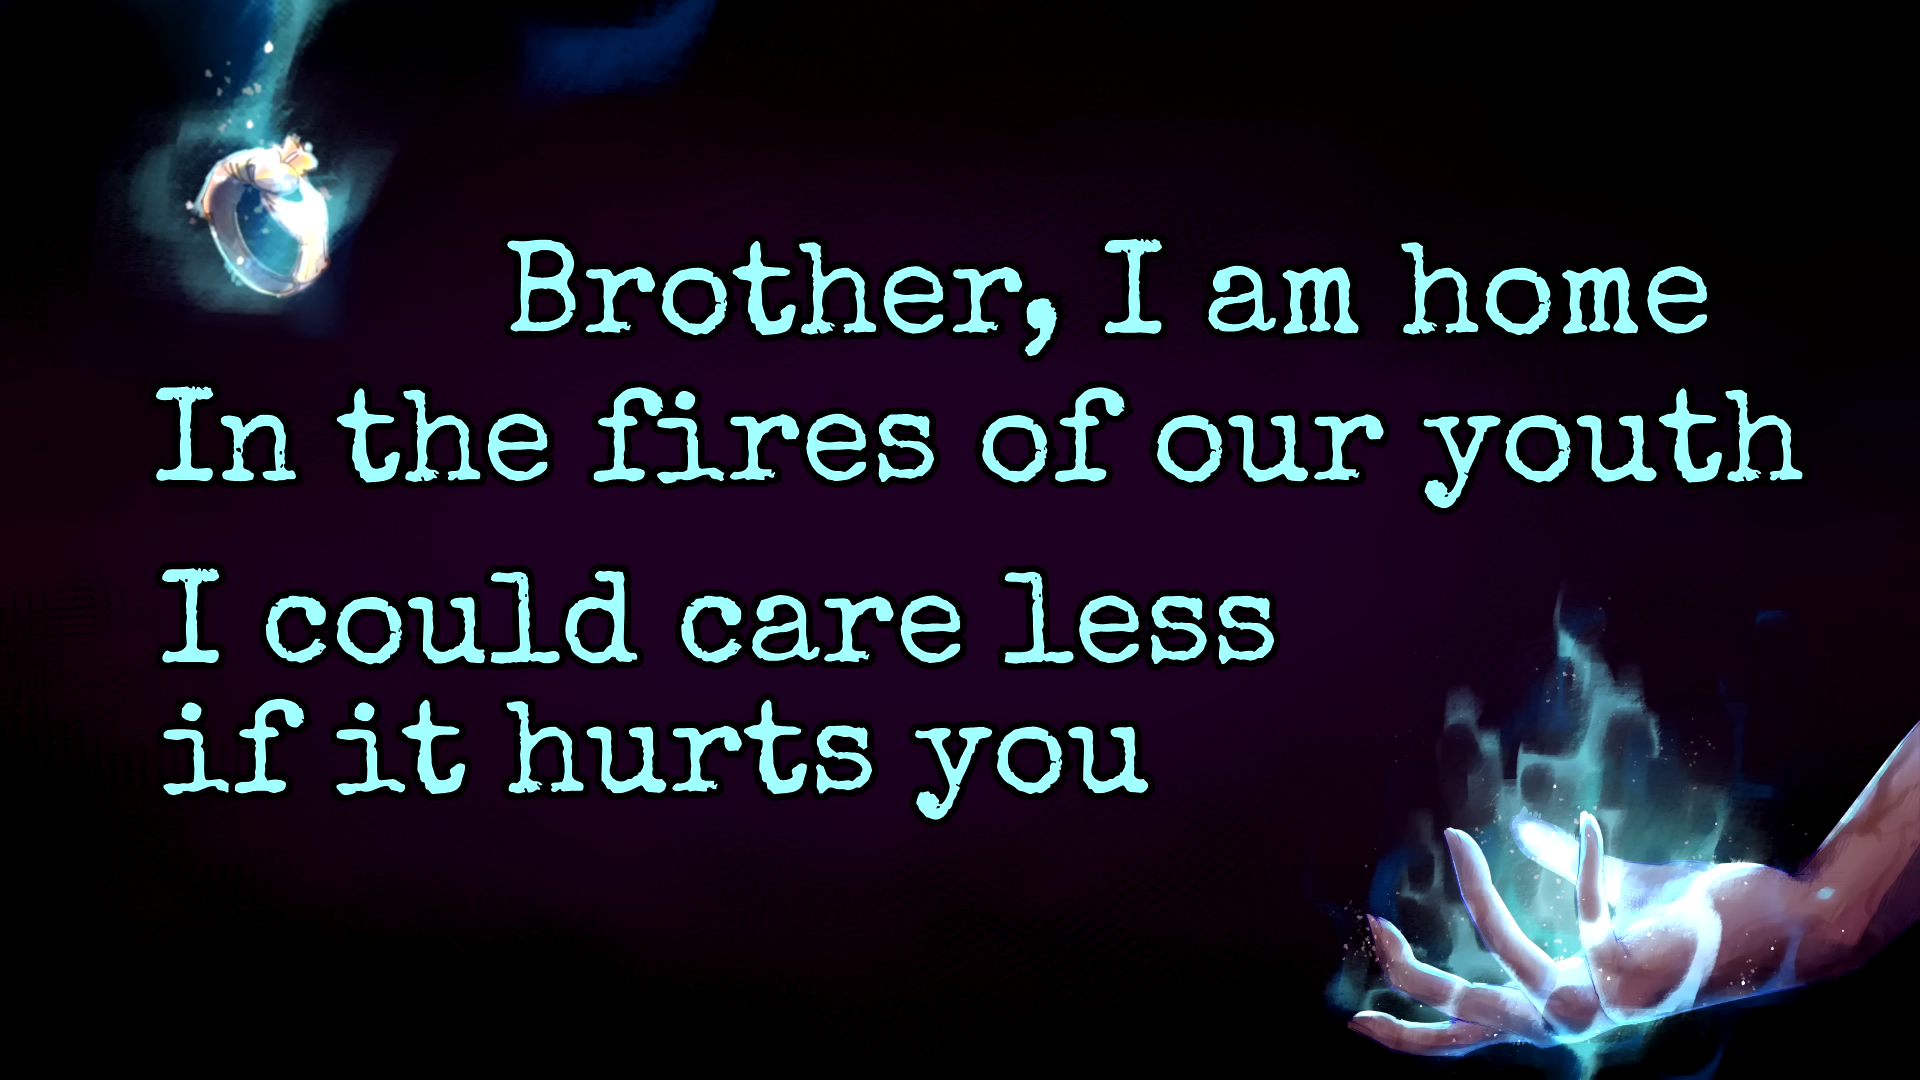 Brother, I am home
In the fires of our youth
I could care less
if it hurts you